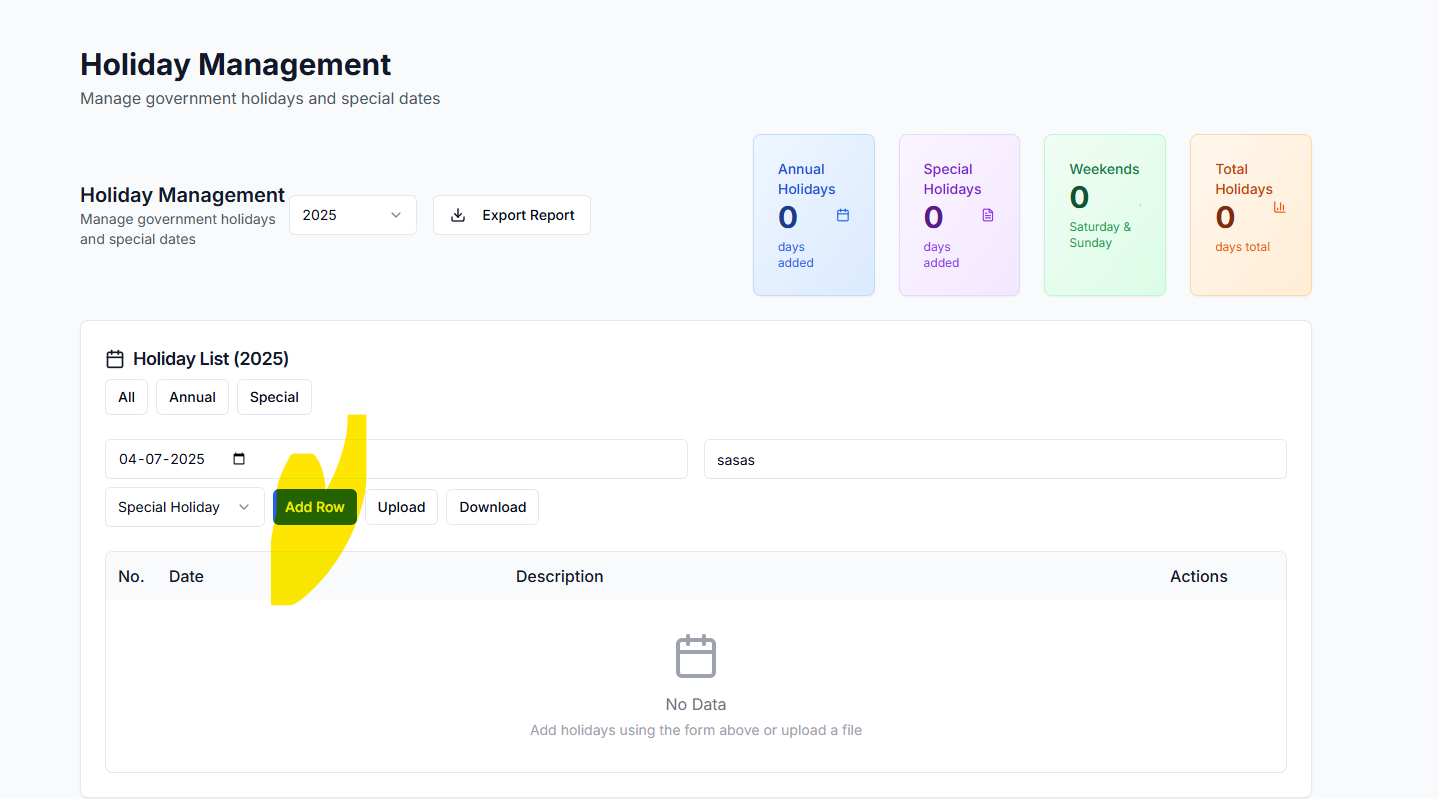 Holiday Management
Manage government holidays and special dates
Holiday Management
Manage government holidays
and special dates
2025
Export Report
Annual
Holidays
0
days
added
Special
Holidays
0
days
added
Weekends
0
Saturday &
Sunday
Total
Holidays
0
days total
Holiday List (2025)
All Annual Special
04-07-2025
sasas
Special Holiday Add Row Upload Download
No. Date Description Actions
No Data
Add holidays using the form above or upload a file